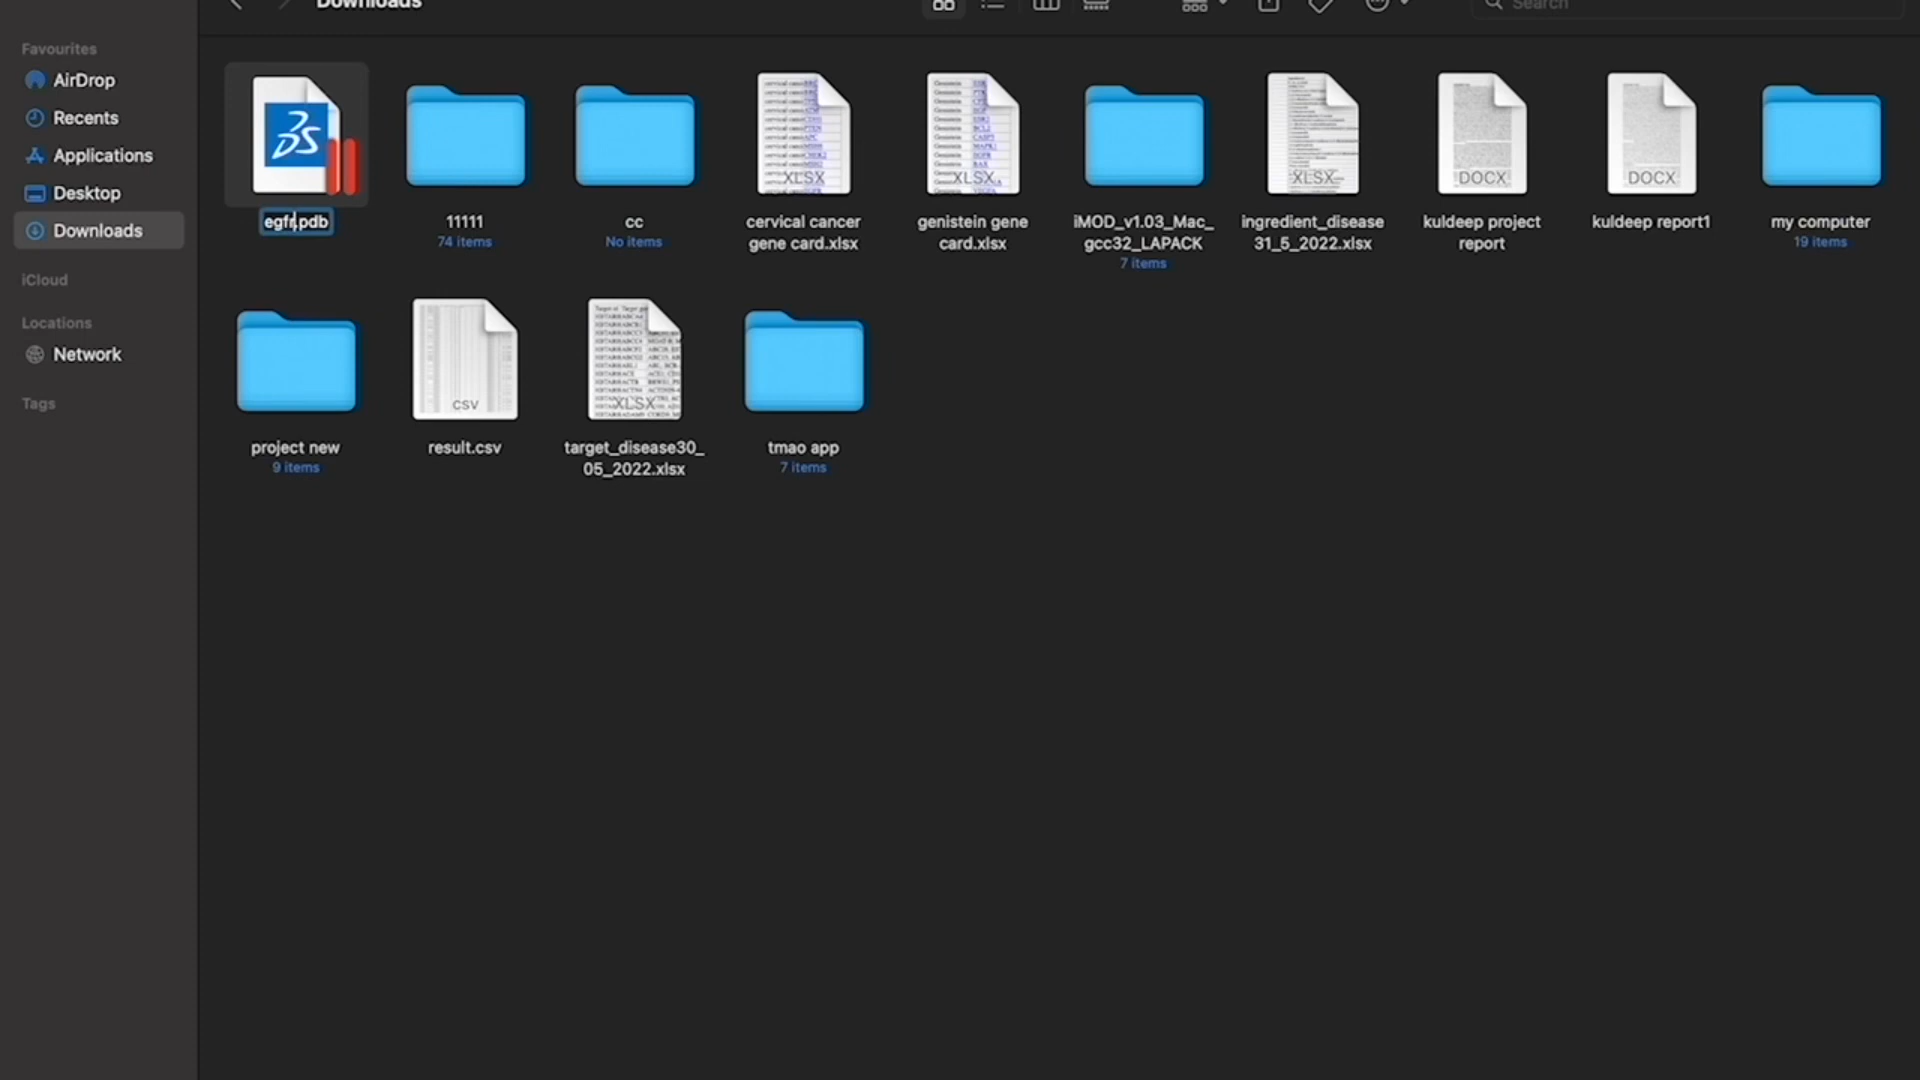 Downloads
Search
Favourites
AirDrop
Recents
Applications
Desktop
Downloads
iCloud
Locations
Network
Tags
egfr.pdb
11111
74 items
cc
No items
XLSX
cervical cancer
gene card.xlsx
XLSX
genistein gene
card.xlsx
iMOD_v1.03_Mac_
gcc32_LAPACK
7 items
XLSX
ingredient_disease
31_5_2022.xlsx
DOCX
kuldeep project
report
DOCX
kuldeep report1
my computer
19 items
project new
9 items
CSV
result.csv
XLSX
target_disease30_
05_2022.xlsx
tmao app
7 items